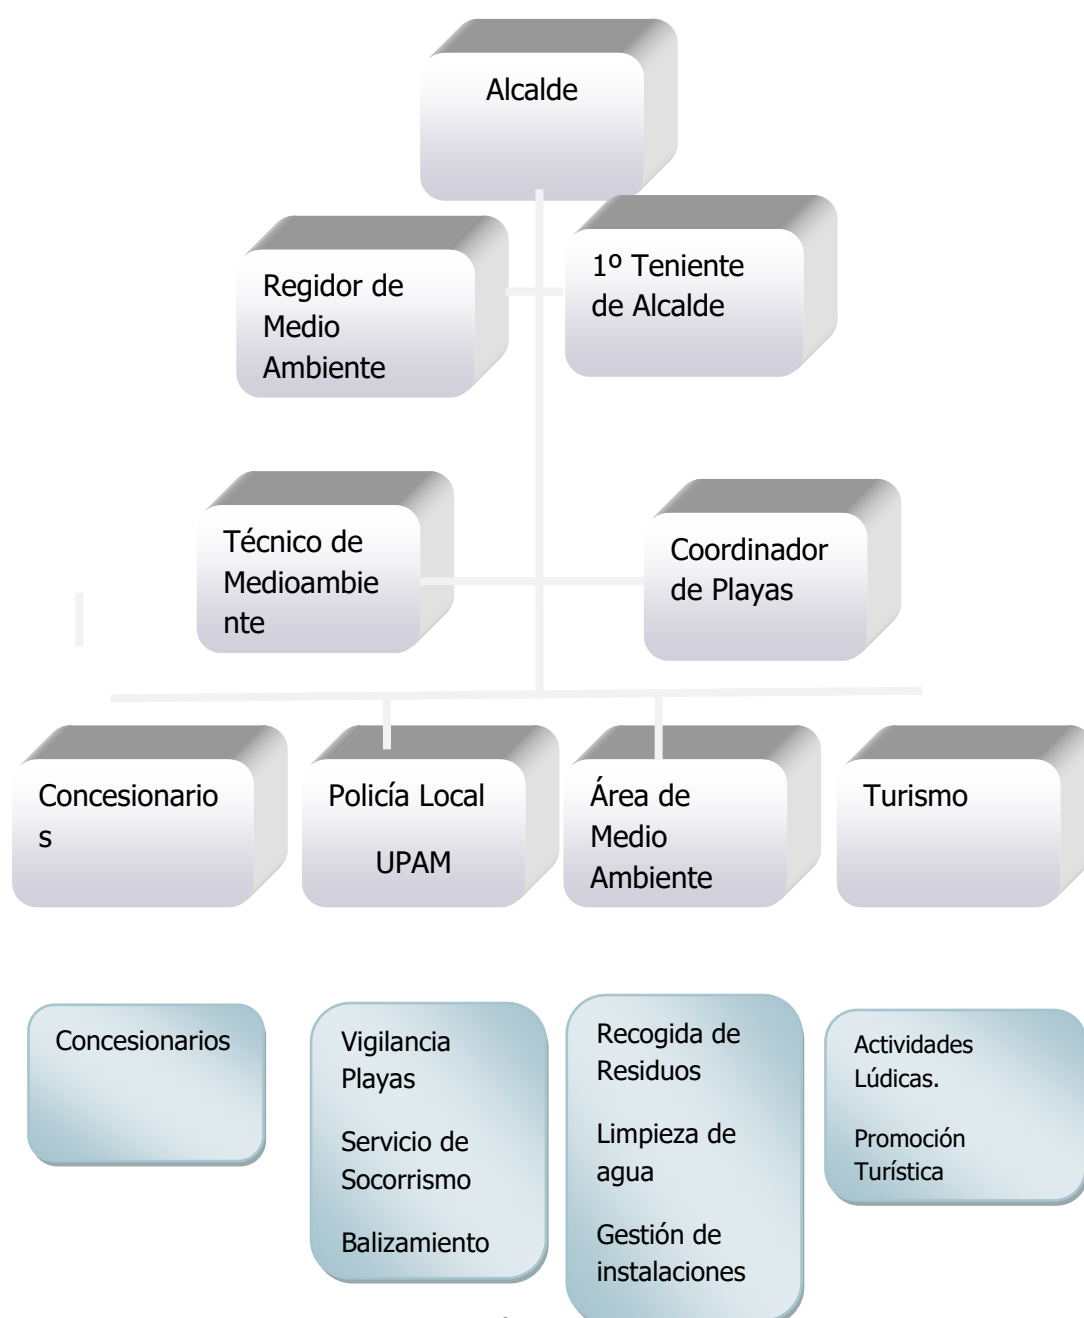 Alcalde
Regidor de
Medio
Ambiente
1º Teniente
de Alcalde
Técnico de
Medioambie
nte
Coordinador
de Playas
Concesionario
s
Policía Local
UPAM
Área de
Medio
Ambiente
Turismo
Concesionarios
Vigilancia
Playas
Servicio de
Socorrismo
Balizamiento
Recogida de
Residuos
Limpieza de
agua
Gestión de
instalaciones
Actividades
Lúdicas.
Promoción
Turística